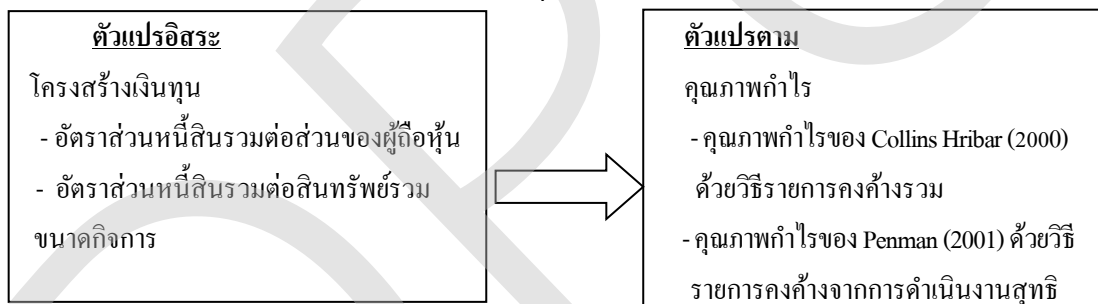 ตัวแปรอิสระ
โครงสร้างเงินทุน
- อัตราส่วนหนี้สินรวมต่อส่วนของผู้ถือหุ้น
- อัตราส่วนหนี้สินรวมต่อสินทรัพย์รวม
ขนาดกิจการ
ตัวแปรตาม
คุณภาพกำไร
- คุณภาพกำไรของ Collins Hribar (2000)
ด้วยวิธีรายการคงค้างรวม
- คุณภาพกำไรของ Penman (2001) ด้วยวิธี
รายการคงค้างจากการดำเนินงานสุทธิ